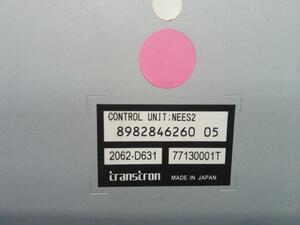 CONTROL UNIT:NEES2
8982846260 05
2062-D631 77130001T
transtron MADE IN JAPAN